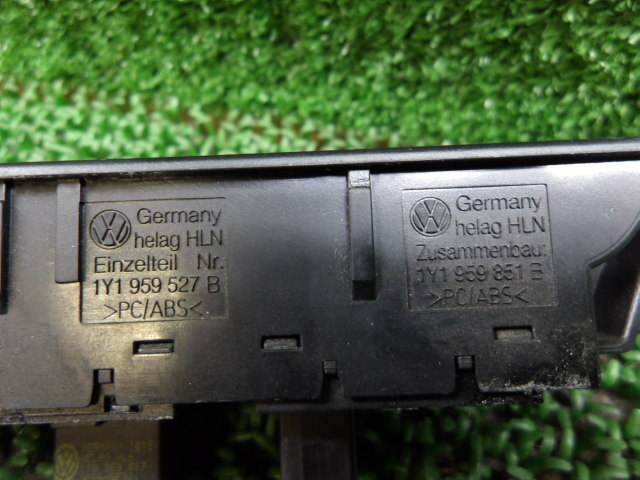 Germany
helag HLN
Einzelteil Nr.
1Y1 959 527 B
>PC/ABS<
Germany
helag HLN
Zusammenbau:
1Y1 959 851 B
>PC/ABS<